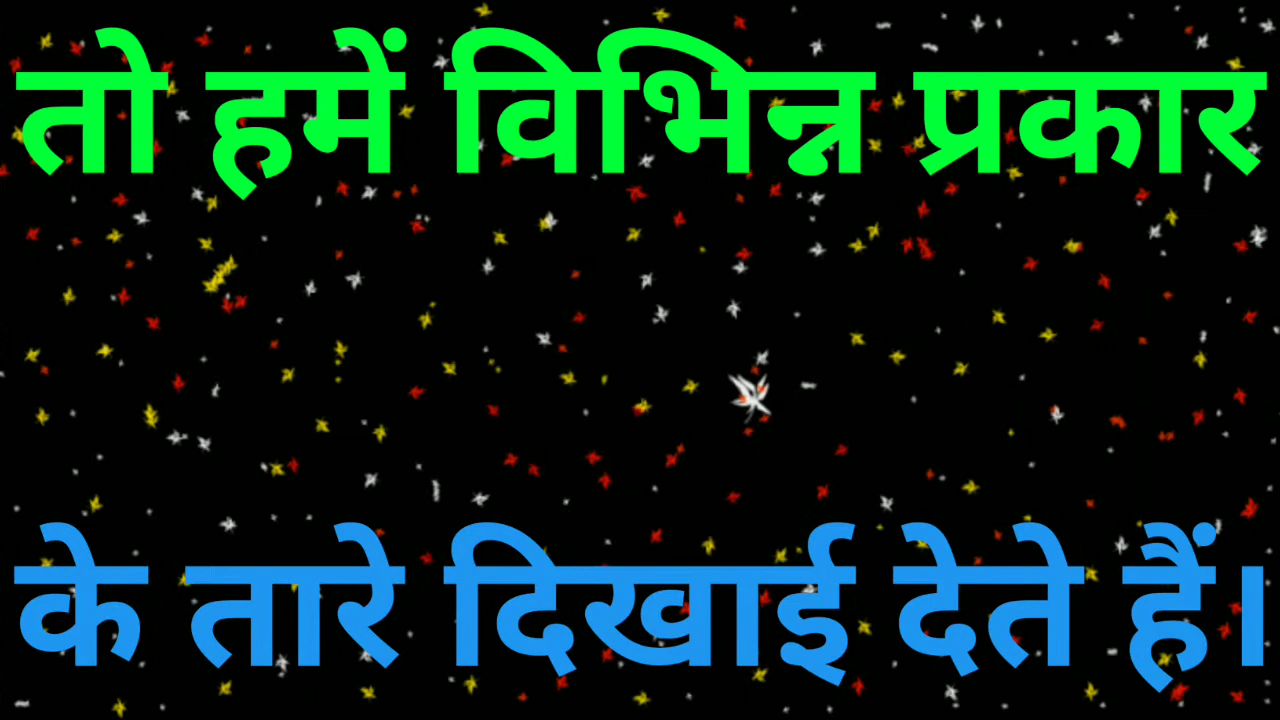 तो हमें विभिन्न प्रकार
के तारे दिखाई देते हैं।